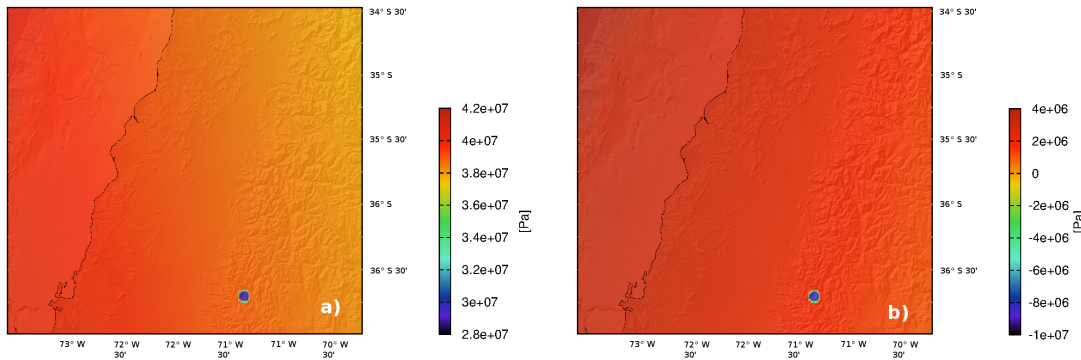 34° S 30'
35° S
35° S 30'
36° S
36° S 30'
73° W
72° W 30'
72° W
71° W 30'
71° W
70° W 30'
70° W
a)
4.2e+07
4e+07
3.8e+07
3.6e+07
3.4e+07
3.2e+07
3e+07
2.8e+07
[Pa]
34° S 30'
35° S
35° S 30'
36° S
36° S 30'
73° W
72° W 30'
72° W
71° W 30'
71° W
70° W 30'
70° W
b)
4e+06
2e+06
0
-2e+06
-4e+06
-6e+06
-8e+06
-1e+07
[Pa]